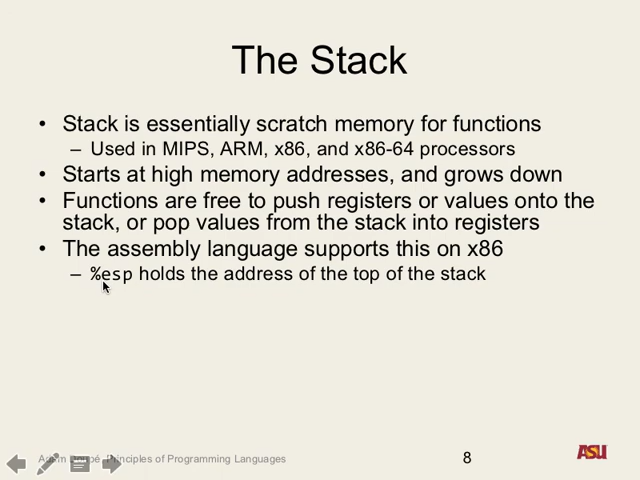 The Stack
• Stack is essentially scratch memory for functions
– Used in MIPS, ARM, x86, and x86-64 processors
• Starts at high memory addresses, and grows down
• Functions are free to push registers or values onto the
stack, or pop values from the stack into registers
• The assembly language supports this on x86
– %esp holds the address of the top of the stack
Principles of Programming Languages
8
ASU